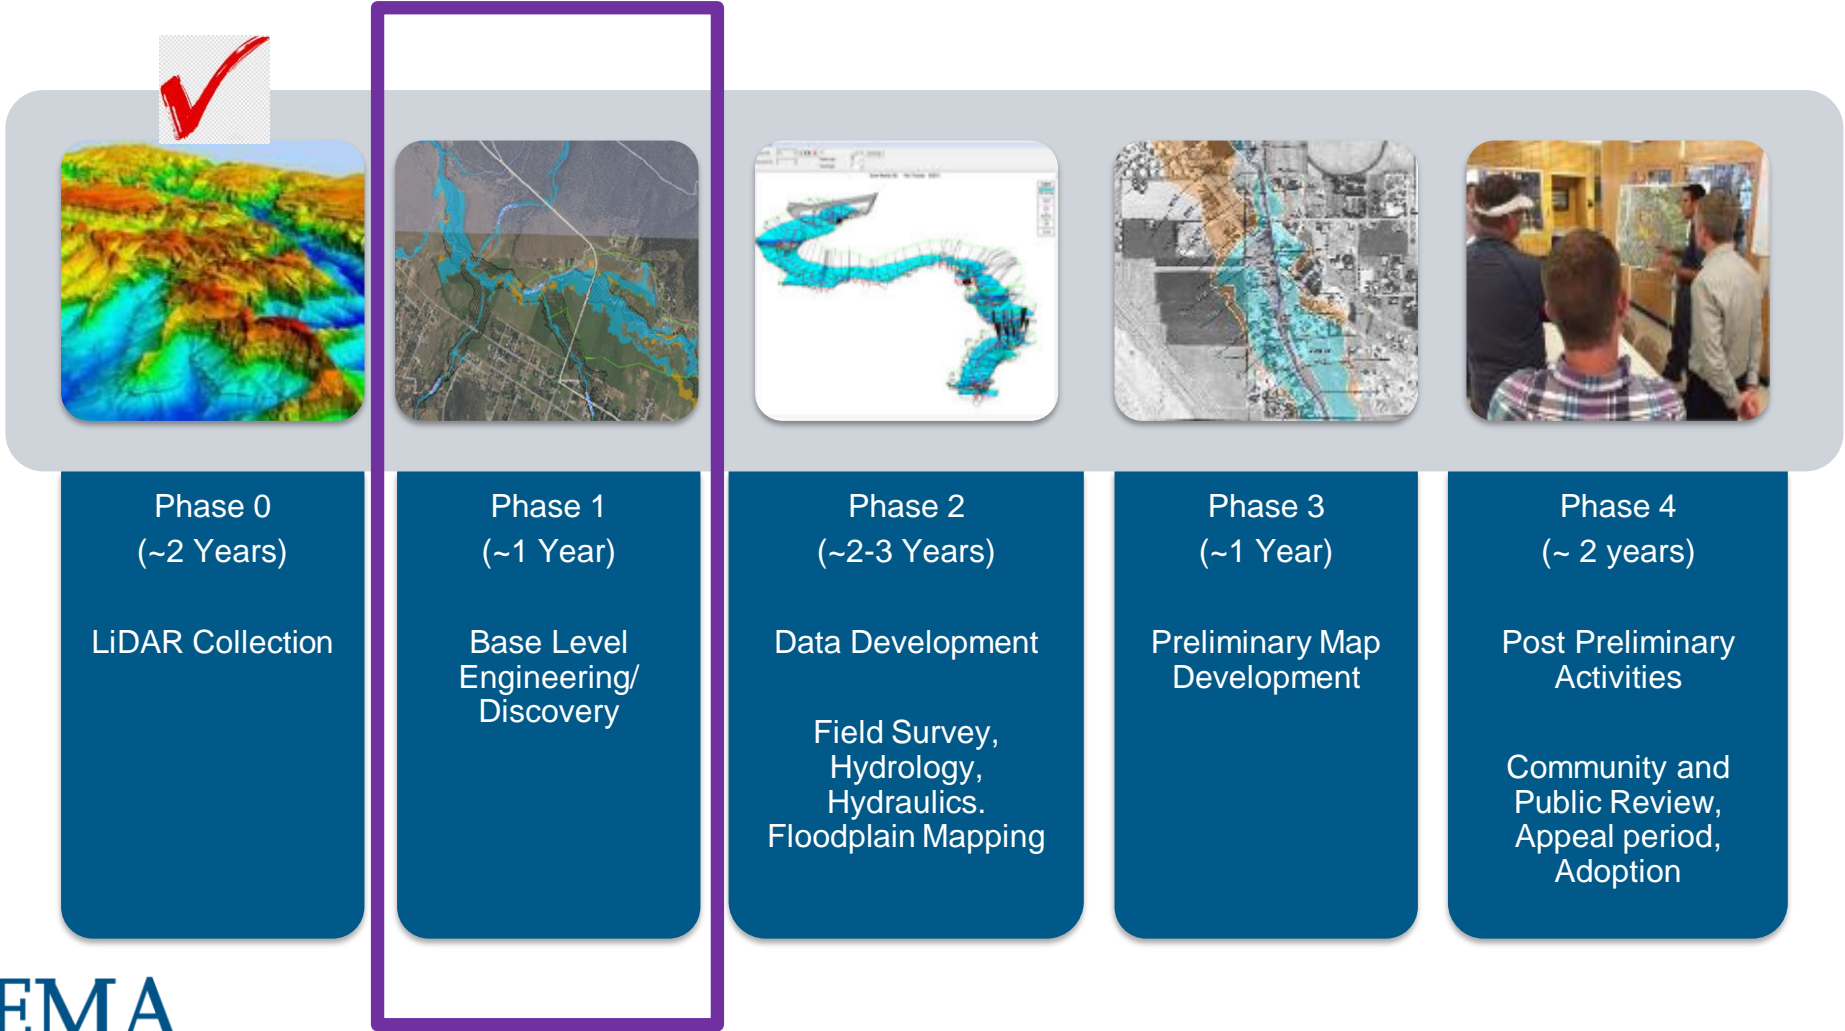 Phase 0
(~2 Years)
LiDAR Collection
Phase 1
(~1 Year)
Base Level
Engineering/
Discovery
Phase 2
(~2-3 Years)
Data Development
Field Survey,
Hydrology,
Hydraulics.
Floodplain Mapping
Phase 3
(~1 Year)
Preliminary Map
Development
Phase 4
(~ 2 years)
Post Preliminary
Activities
Community and
Public Review,
Appeal period,
Adoption
EMA